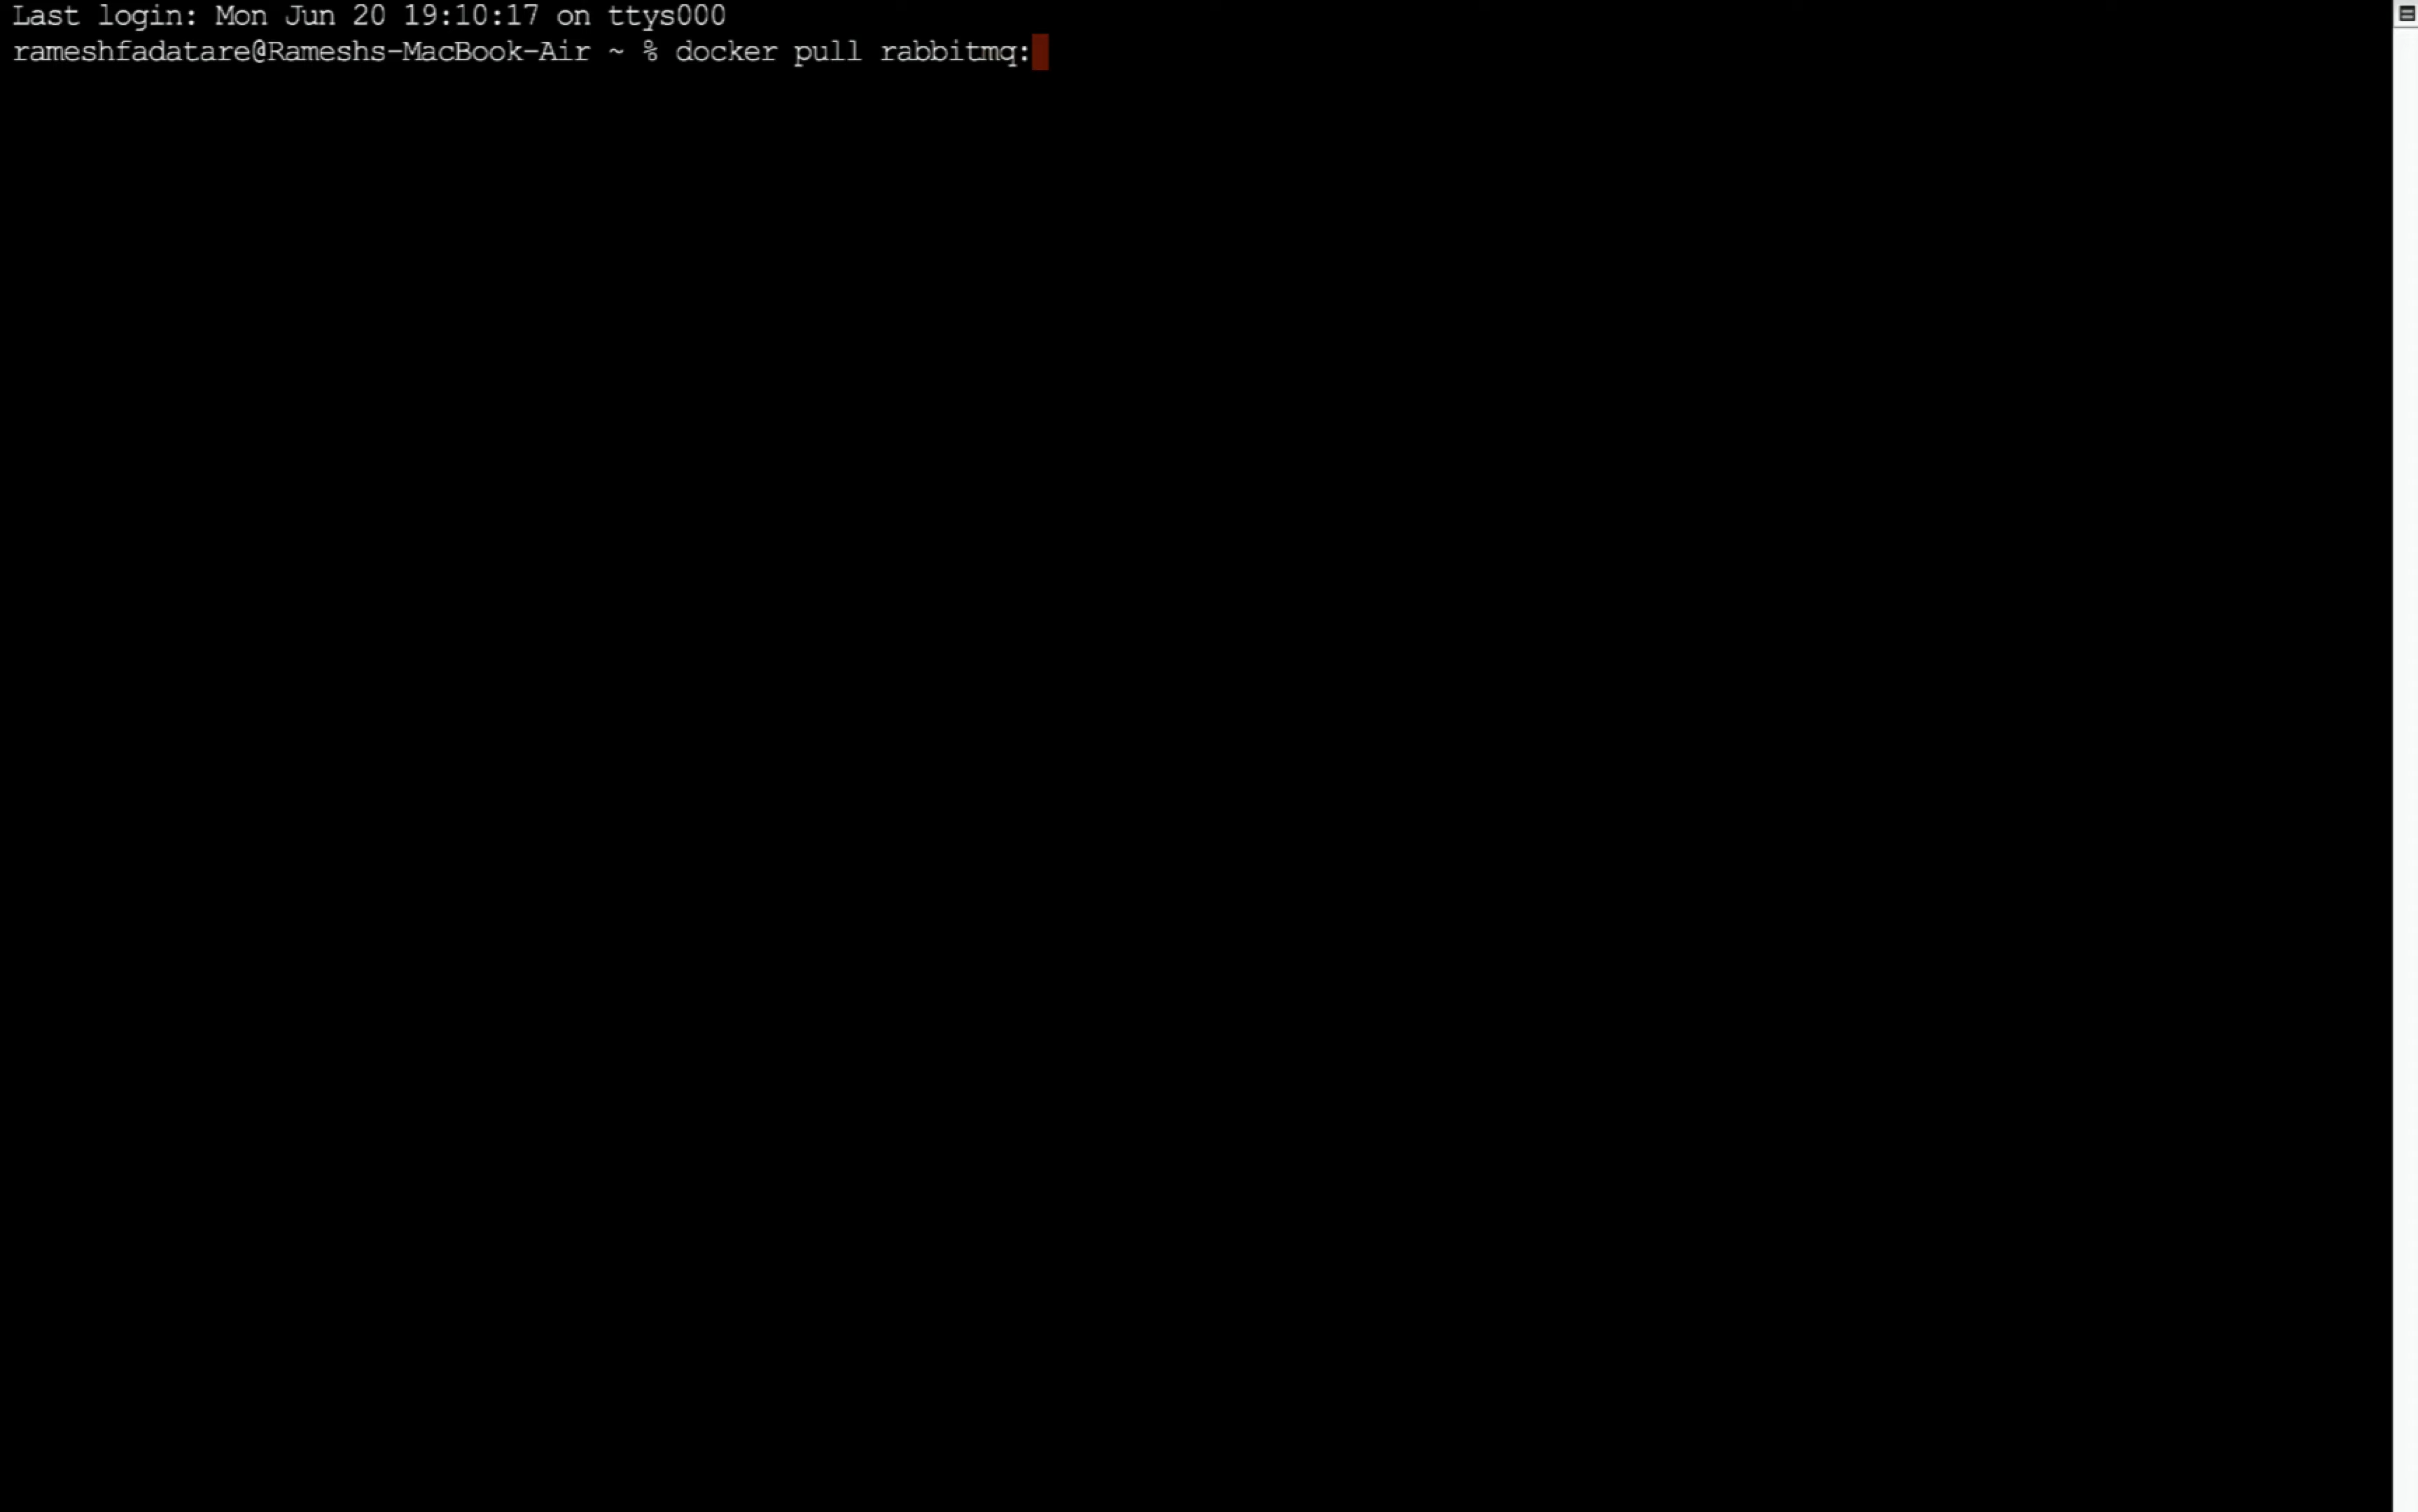 Last login: Mon Jun 20 19:10:17 on ttys000
rameshfadatare@Rameshs-MacBook-Air ~ % docker pull rabbitmq: